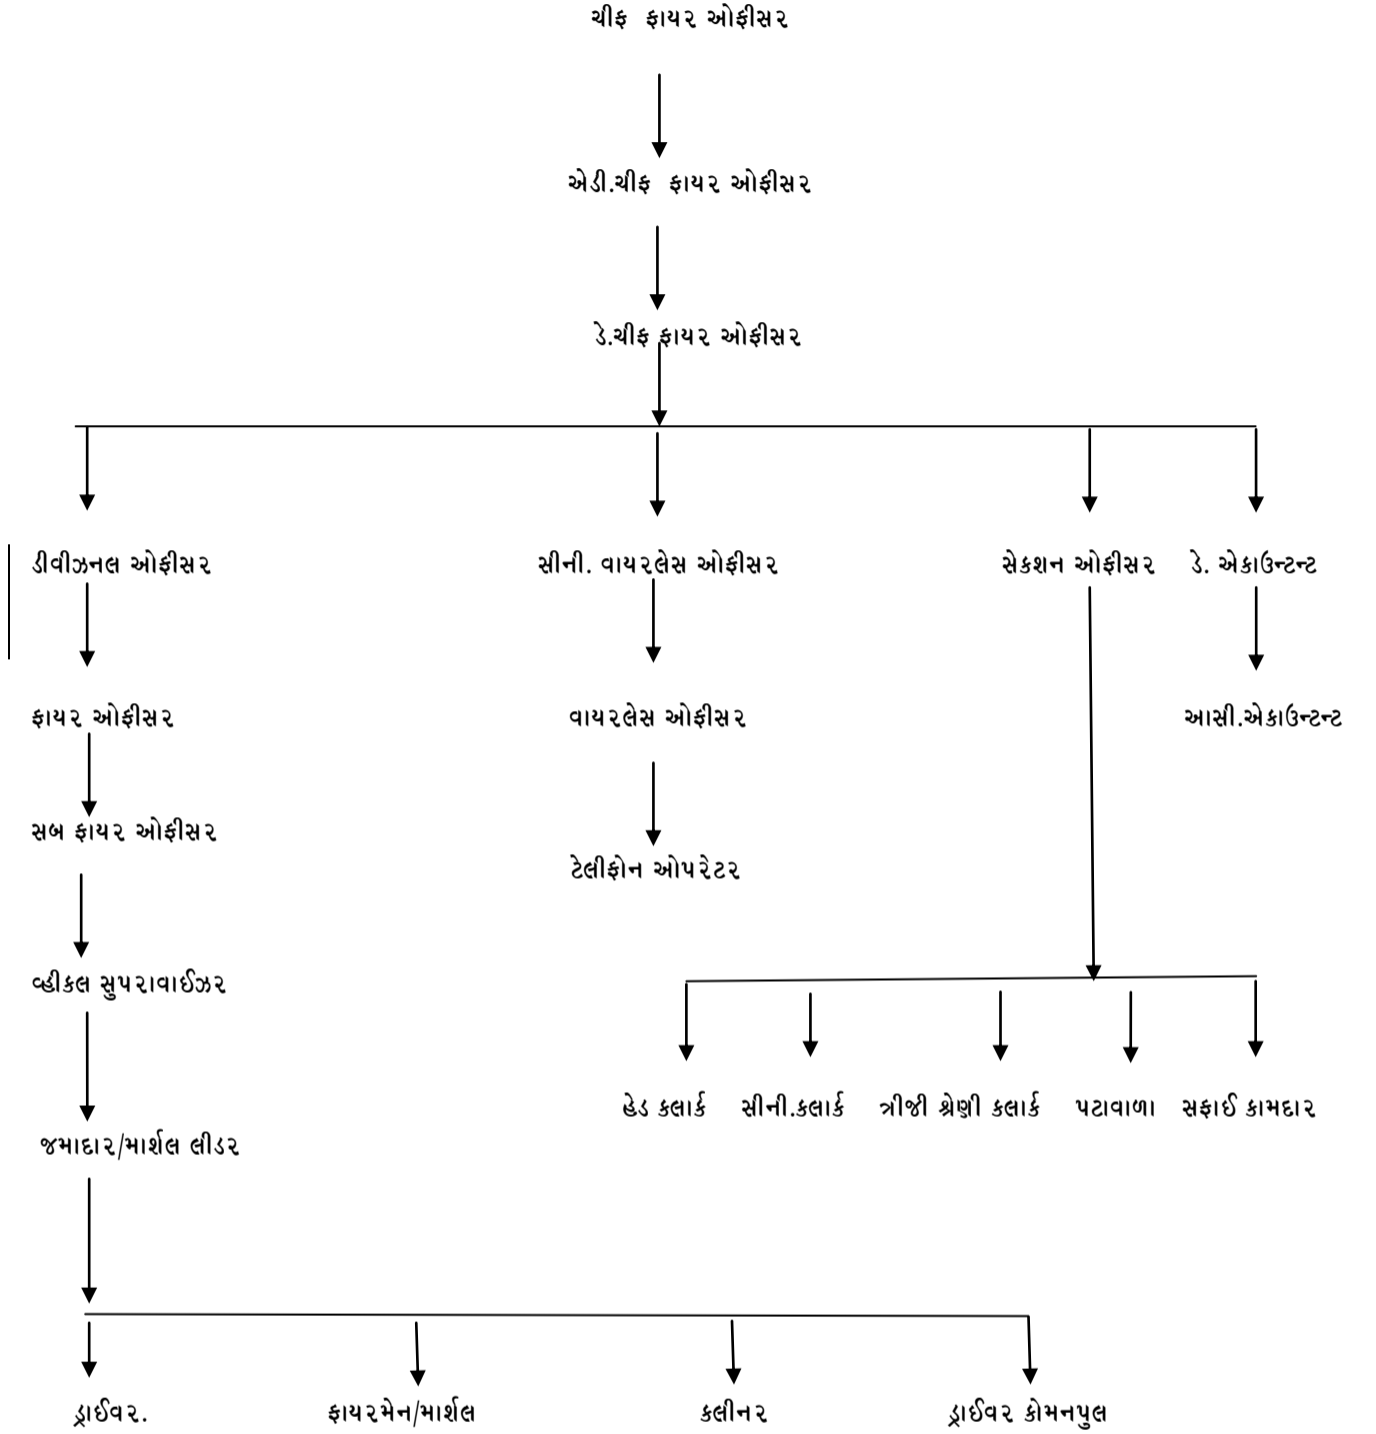 ચીફ ફાયર ઓફીસર
એડી.ચીફ ફાયર ઓફીસર
ડે.ચીફ ફાયર ઓફીસર
ડીવીઝનલ ઓફીસર સીની. વાયરલેસ ઓફીસર સેકશન ઓફીસર ડે. એકાઉન્ટન્ટ
ફાયર ઓફીસર વાયરલેસ ઓફીસર આસી.એકાઉન્ટન્ટ
સબ ફાયર ઓફીસર
ટેલીફોન ઓપરેટર
વ્હીકલ સુપરાવાઈઝર
હેડ કલાર્ક સીની.કલાર્ક ત્રીજી શ્રેણી કલાર્ક પટાવાળા સફાઈ કામદાર
જમાદાર/માર્શલ લીડર
ડ્રાઈવર. ફાયરમેન/માર્શલ કલીનર ડ્રાઈવર કોમનપુલ